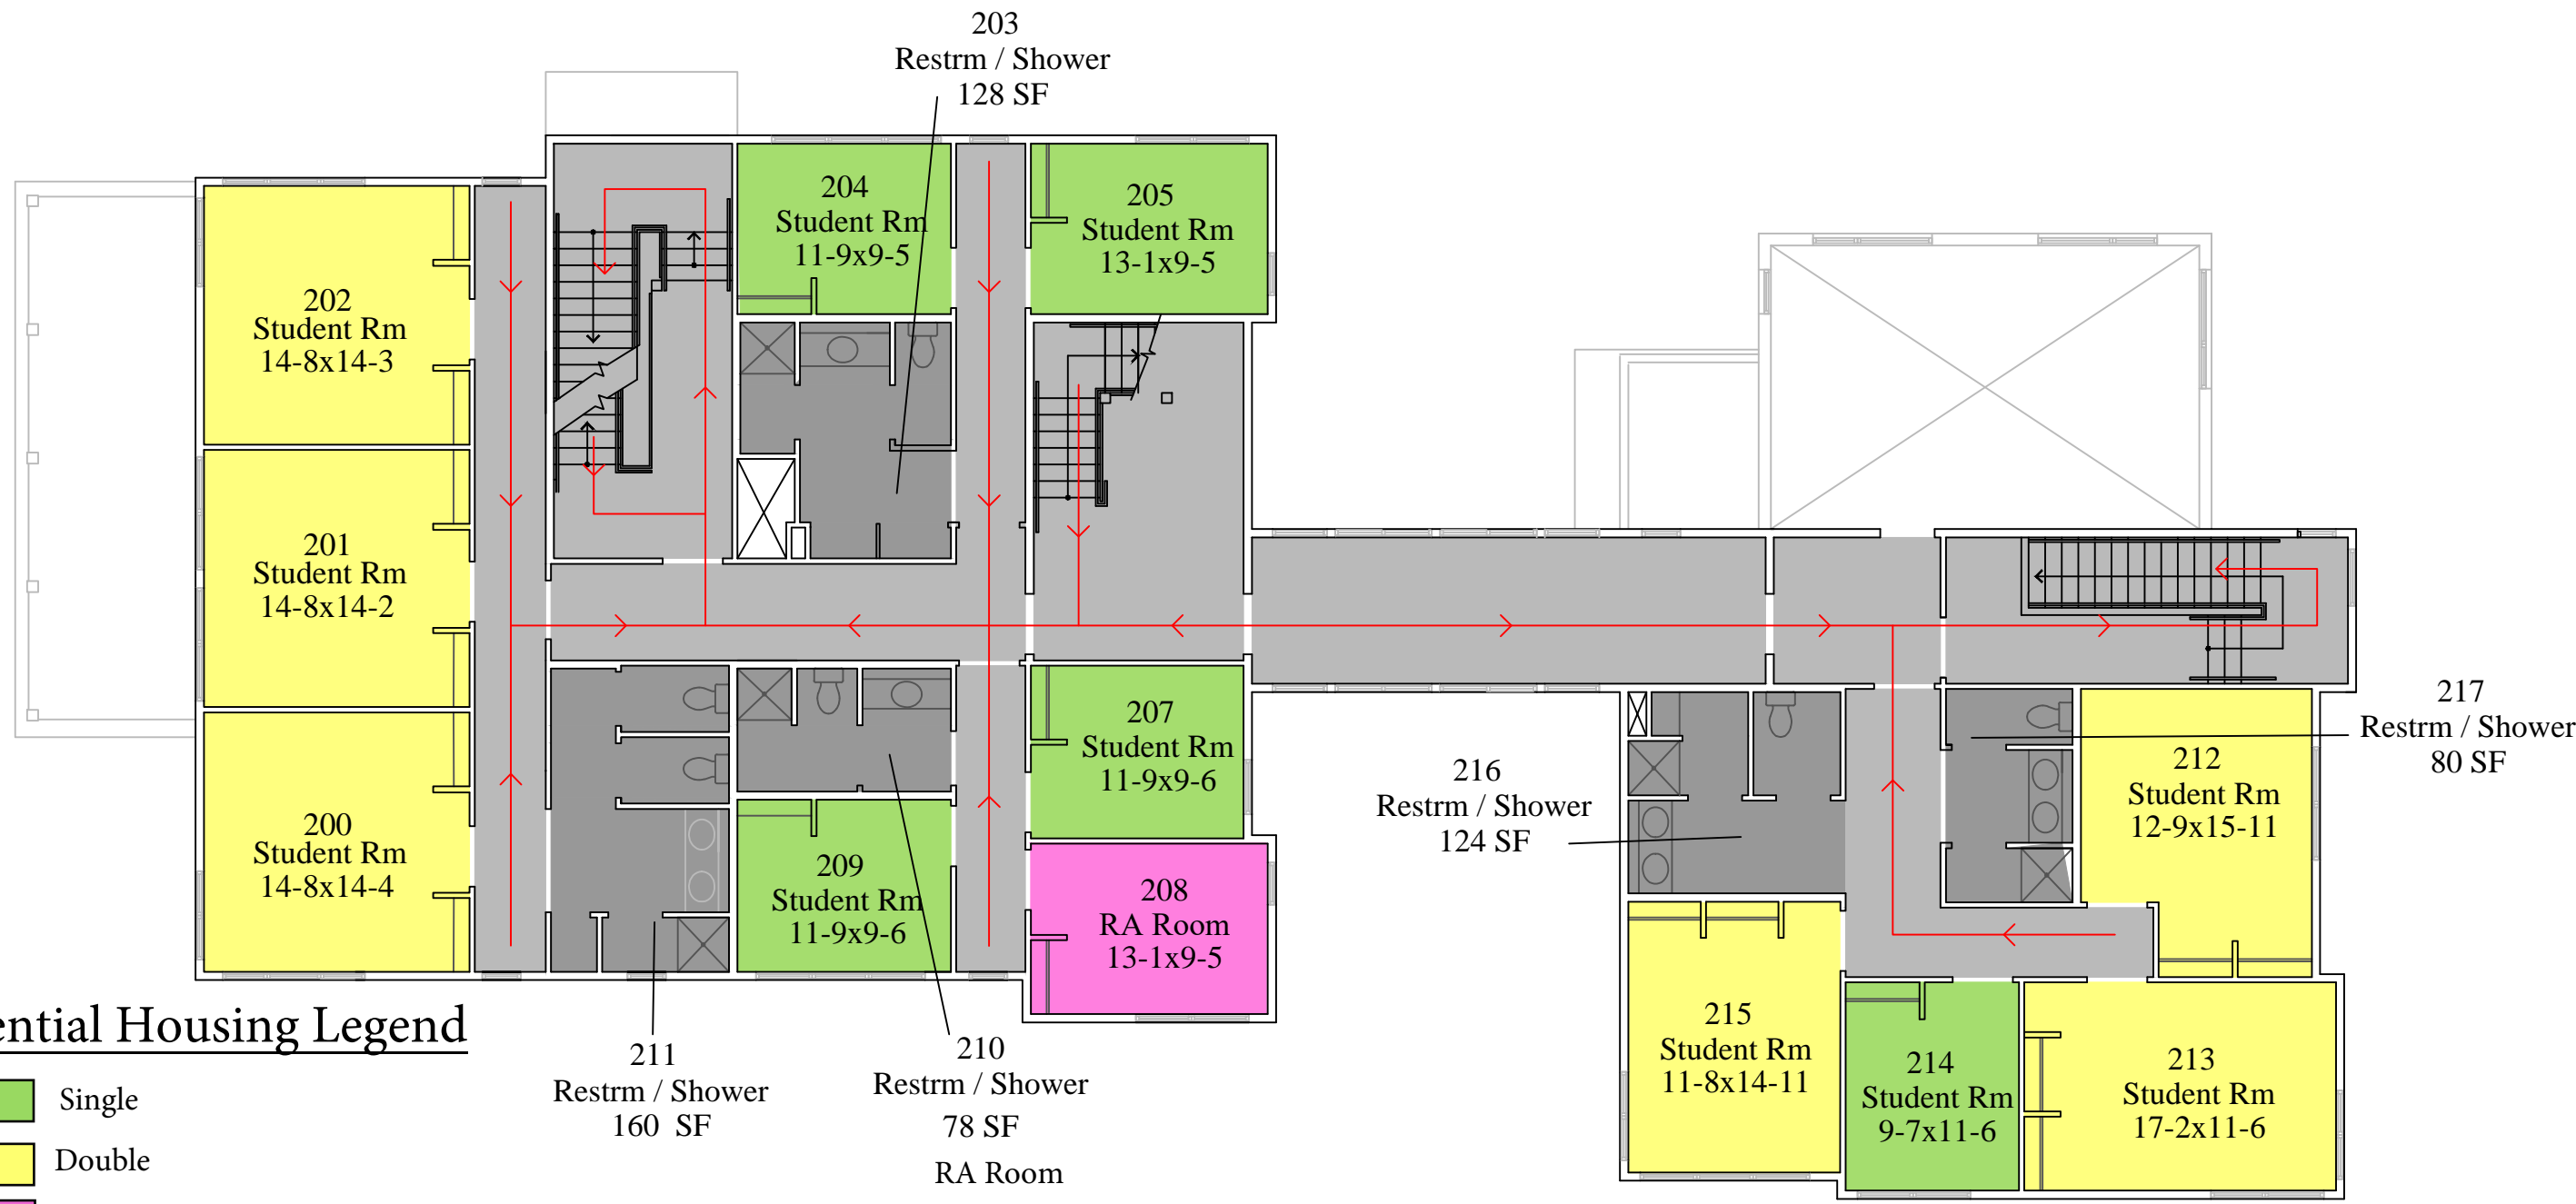 203
Restrm / Shower
128 SF
204
Student Rm
11-9x9-5
205
Student Rm
13-1x9-5
202
Student Rm
14-8x14-3
201
Student Rm
14-8x14-2
200
Student Rm
14-8x14-4
207
Student Rm
11-9x9-6
209
Student Rm
11-9x9-6
208
RA Room
13-1x9-5
216
Restrm / Shower
124 SF
217
Restrm / Shower
80 SF
212
Student Rm
12-9x15-11
215
Student Rm
11-8x14-11
214
Student Rm
9-7x11-6
213
Student Rm
17-2x11-6
211
Restrm / Shower
160 SF
210
Restrm / Shower
78 SF
RA Room
ential Housing Legend
Single
Double